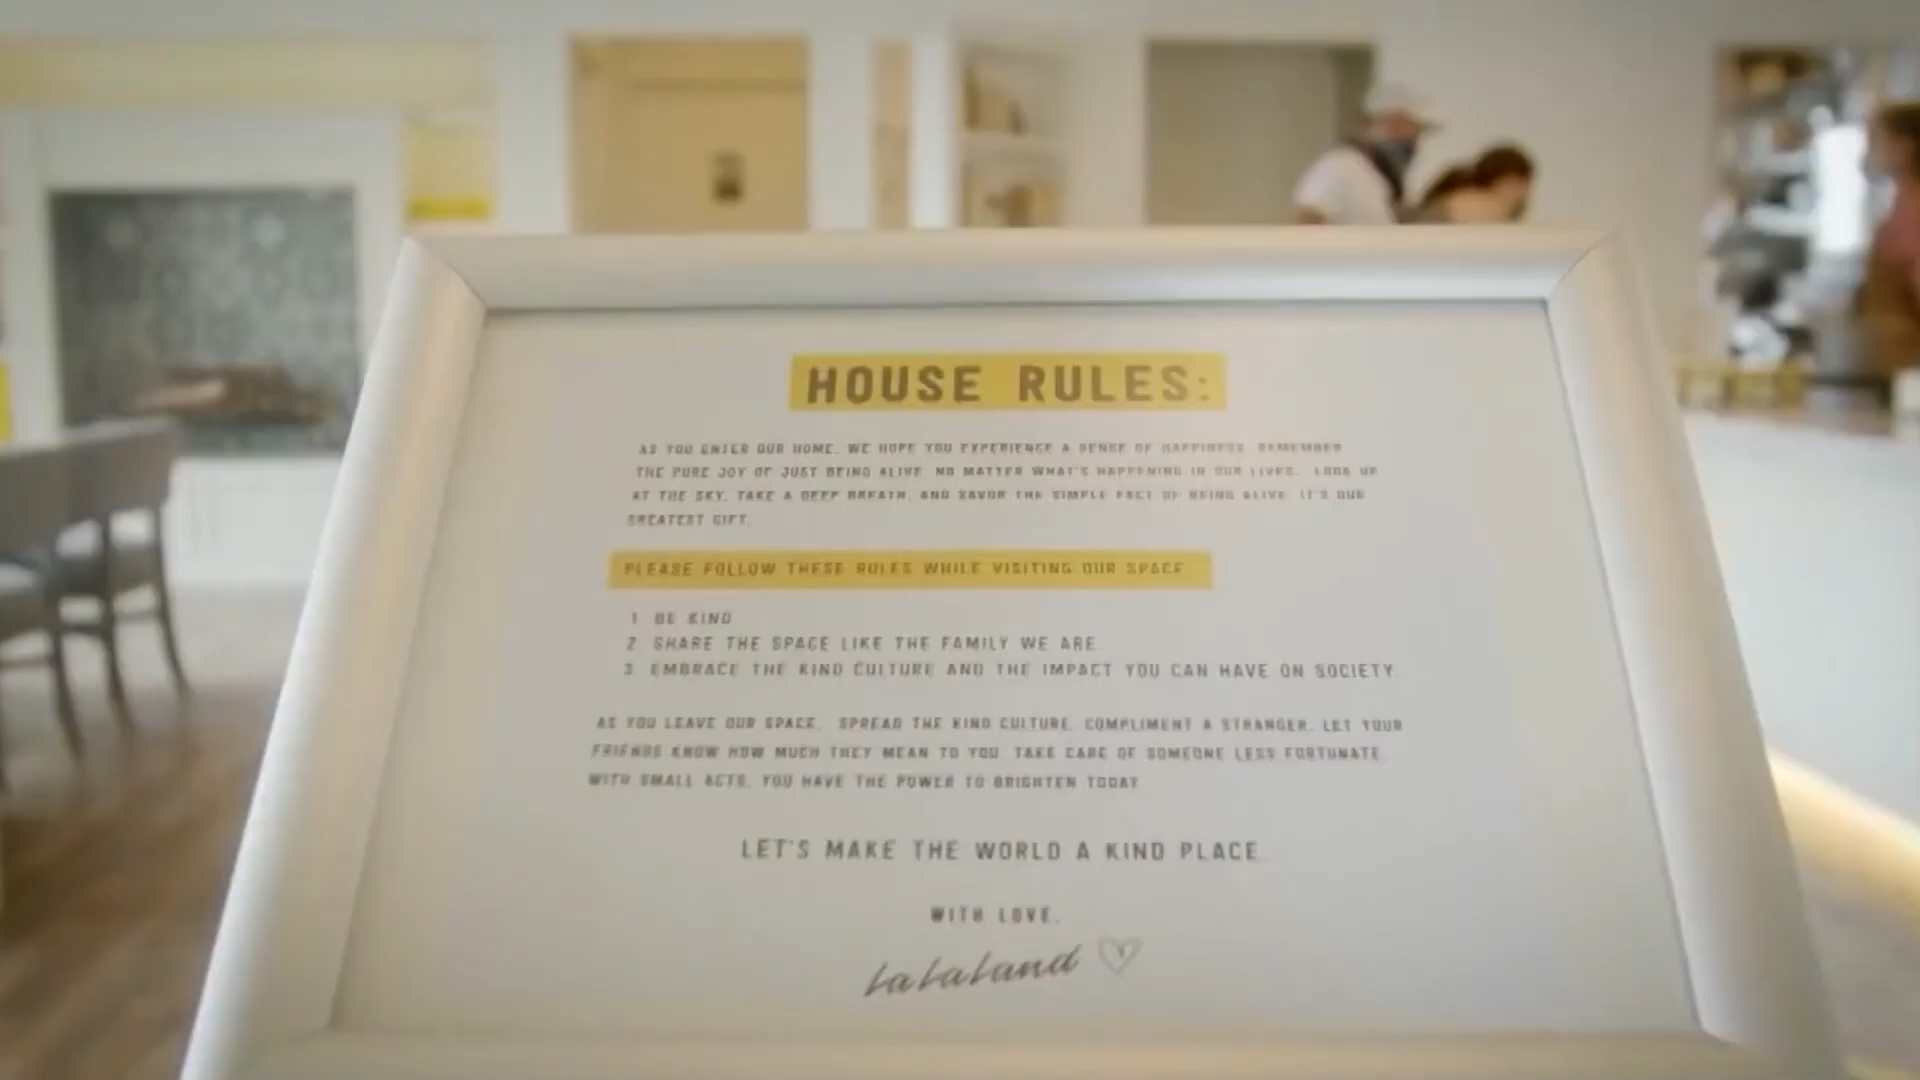 HOUSE RULES:
AS YOU ENTER OUR HOME, WE HOPE YOU EXPERIENCE A SENSE OF HAPPINESS. REMEMBER
THE PURE JOY OF JUST BEING ALIVE NO MATTER WHAT'S HAPPENING IN OUR LIVES. LOOK UP
AT THE SKY, TAKE A DEEP BREATH, AND SAVOR THE SIMPLE FACT OF BEING ALIVE. IT'S OUR
GREATEST GIFT.
PLEASE FOLLOW THESE RULES WHILE VISITING OUR SPACE
1 BE KIND
2 SHARE THE SPACE LIKE THE FAMILY WE ARE
3 EMBRACE THE KIND CULTURE AND THE IMPACT YOU CAN HAVE ON SOCIETY.
AS YOU LEAVE OUR SPACE, SPREAD THE KIND CULTURE. COMPLIMENT A STRANGER. LET YOUR
FRIENDS KNOW HOW MUCH THEY MEAN TO YOU. TAKE CARE OF SOMEONE LESS FORTUNATE.
WITH SMALL ACTS, YOU HAVE THE POWER TO BRIGHTEN TODAY
LET'S MAKE THE WORLD A KIND PLACE.
WITH LOVE,
La La Land